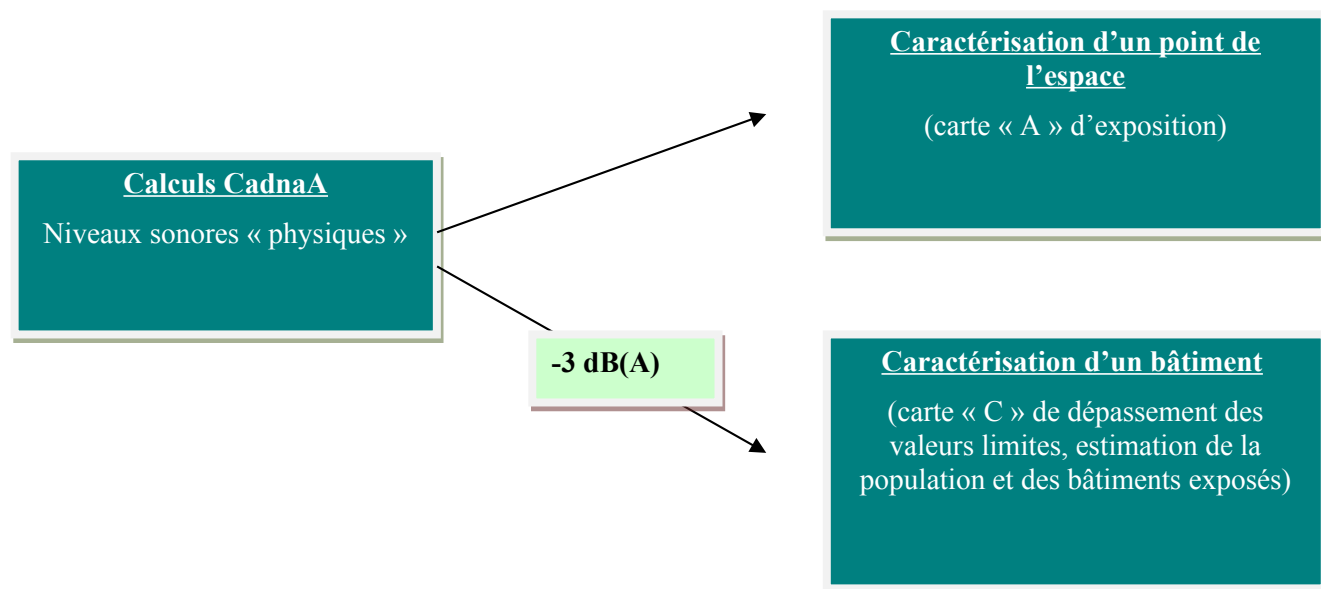 Caractérisation d’un point de
l’espace
(carte « A » d’exposition)
Calculs CadnaA
Niveaux sonores « physiques »
-3 dB(A)
Caractérisation d’un bâtiment
(carte « C » de dépassement des
valeurs limites, estimation de la
population et des bâtiments exposés)